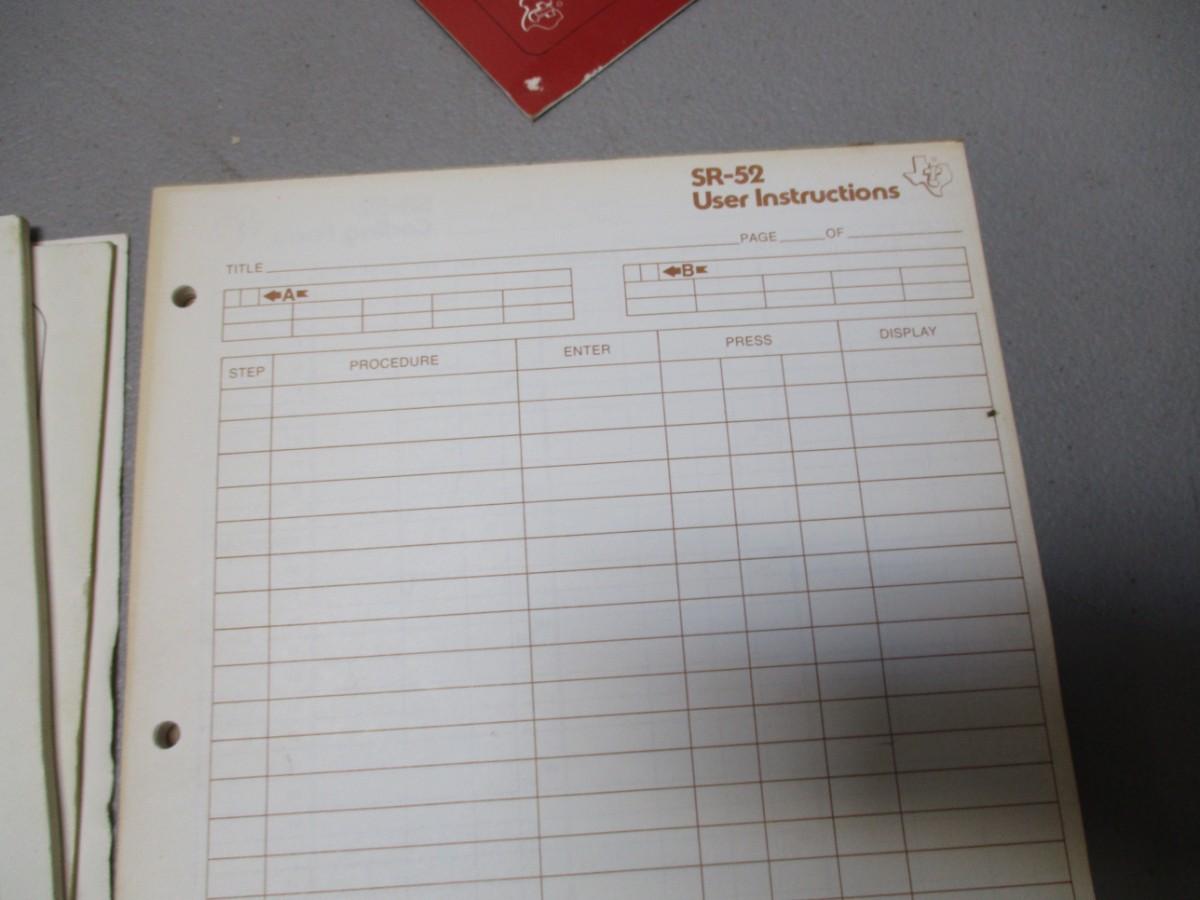 SR-52
User Instructions
TITLE PAGE OF
A B
STEP PROCEDURE ENTER PRESS DISPLAY